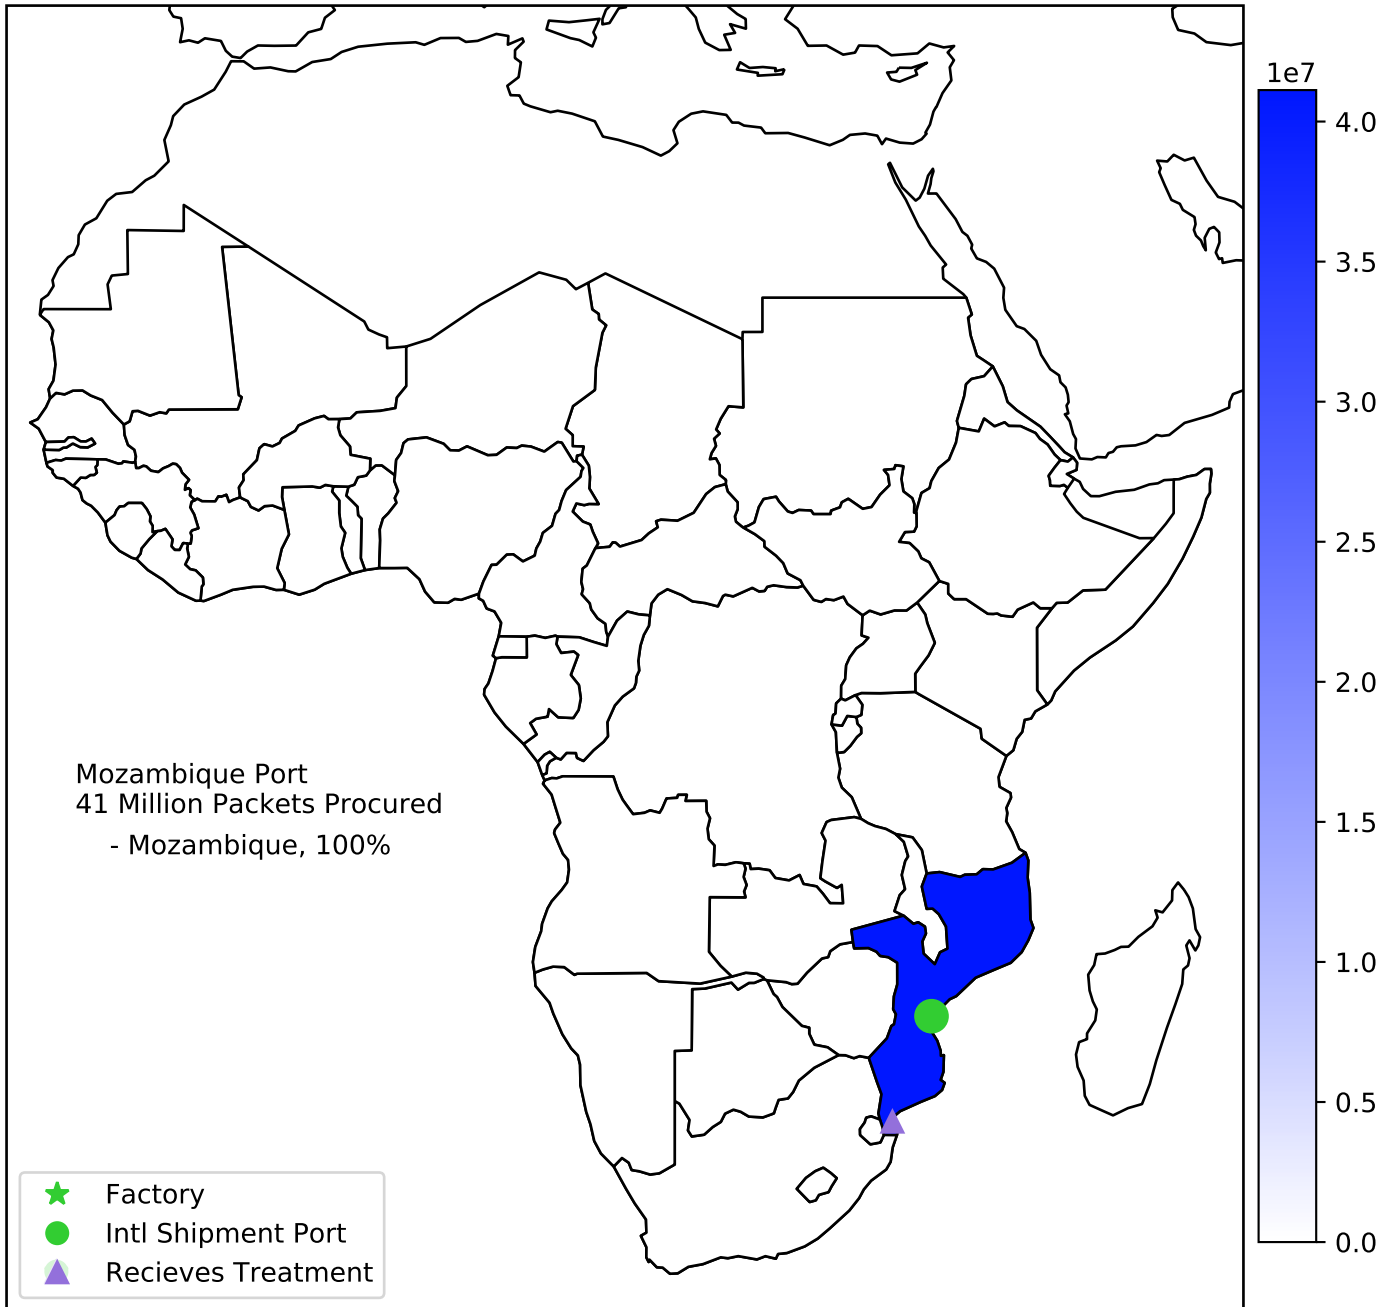 1e7
4.0
3.5
3.0
2.5
2.0
1.5
1.0
0.5
0.0
Mozambique Port
41 Million Packets Procured
- Mozambique, 100%
Factory
Intl Shipment Port
Recieves Treatment